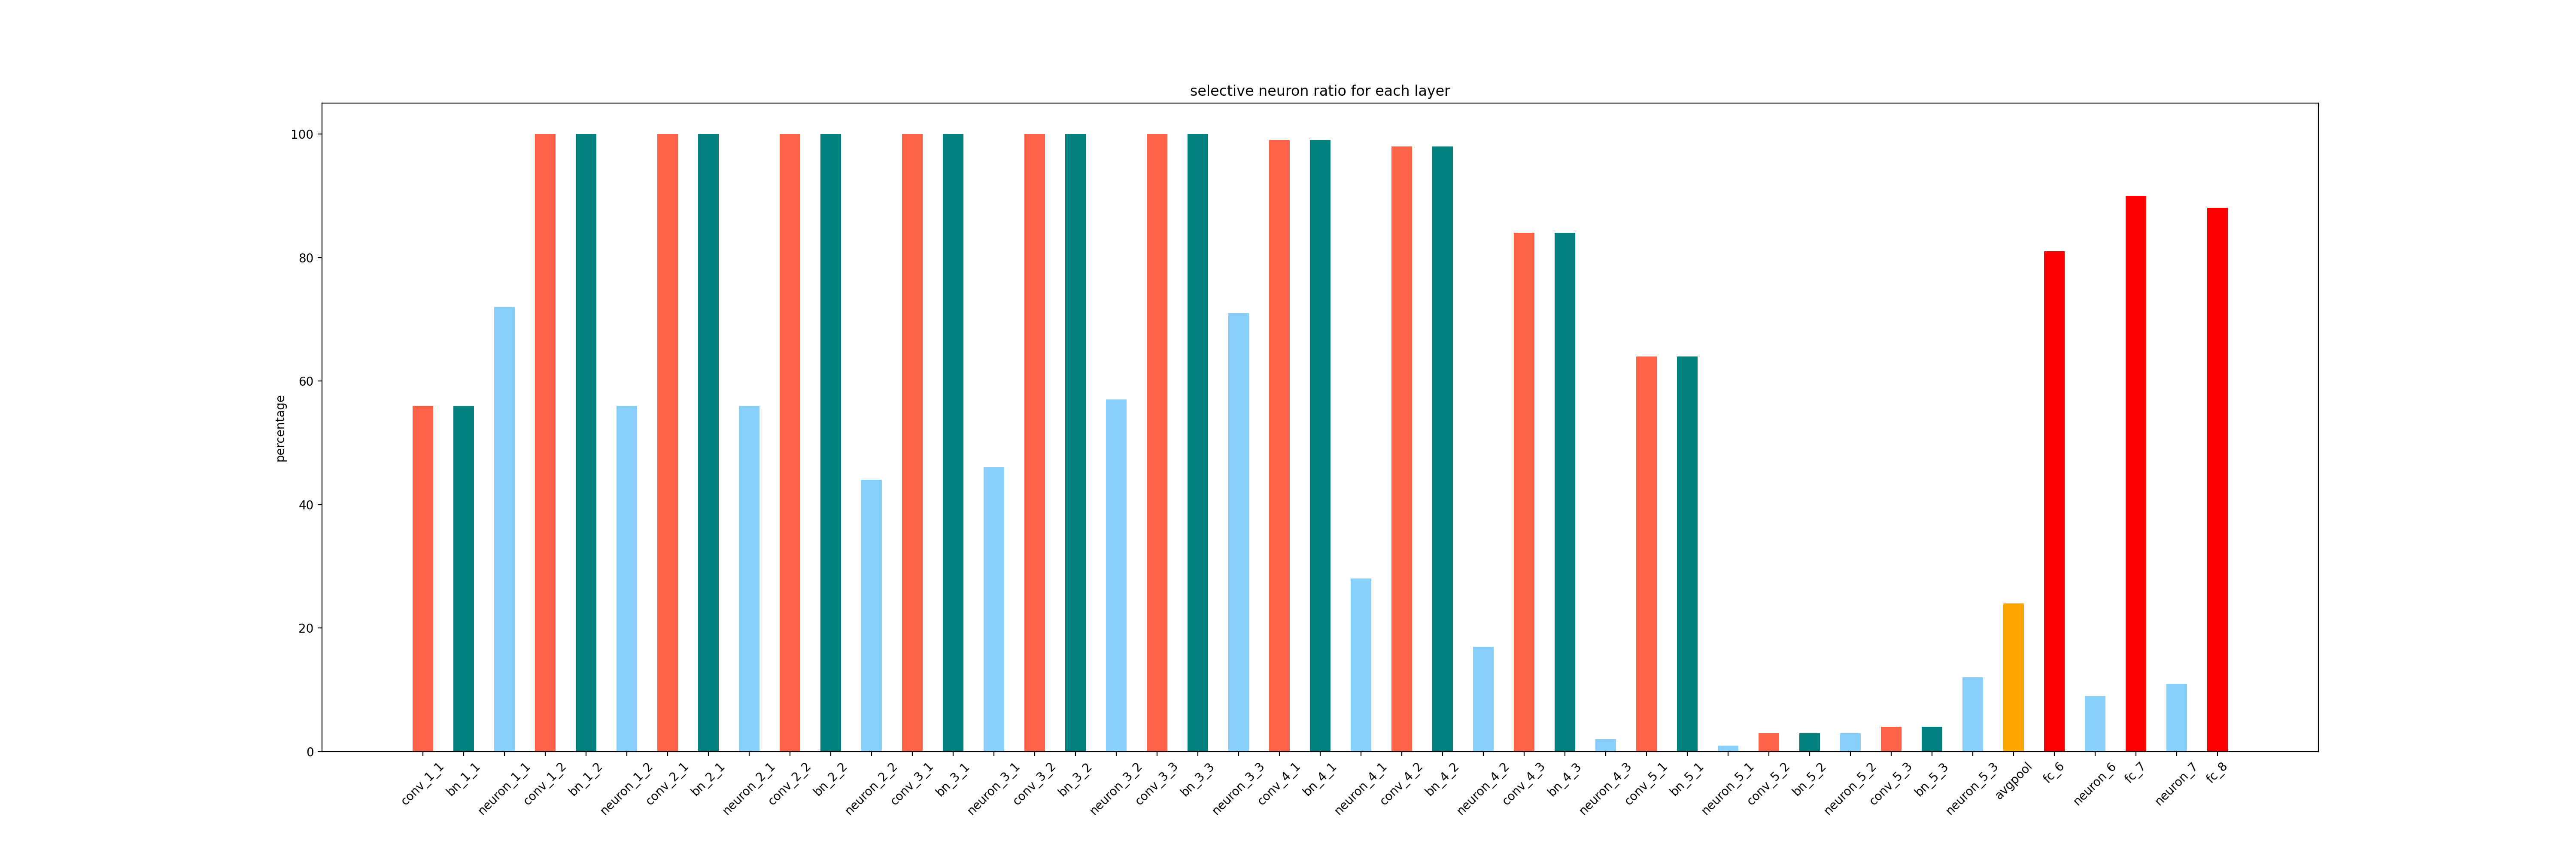 selective neuron ratio for each layer
percentage
100
80
60
40
20
0
conv_1_1
bn_1_1
neuron_1_1
conv_1_2
bn_1_2
neuron_1_2
conv_2_1
bn_2_1
neuron_2_1
conv_2_2
bn_2_2
neuron_2_2
conv_3_1
bn_3_1
neuron_3_1
conv_3_2
bn_3_2
neuron_3_2
conv_3_3
bn_3_3
neuron_3_3
conv_4_1
bn_4_1
neuron_4_1
conv_4_2
bn_4_2
neuron_4_2
conv_4_3
bn_4_3
neuron_4_3
conv_5_1
bn_5_1
neuron_5_1
conv_5_2
bn_5_2
neuron_5_2
conv_5_3
bn_5_3
neuron_5_3
avgpool
fc_6
neuron_6
fc_7
neuron_7
fc_8